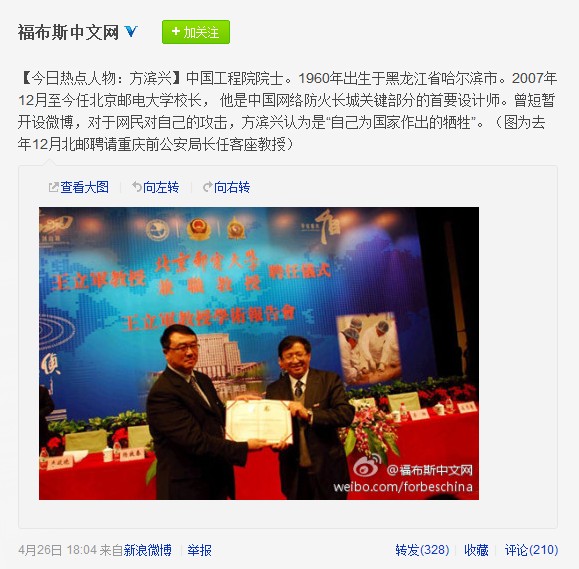 福布斯中文网
+ 加关注
【今日热点人物：方滨兴】中国工程院院士。1960年出生于黑龙江省哈尔滨市。2007年
12月至今任北京邮电大学校长， 他是中国网络防火长城关键部分的首要设计师。曾短暂
开设微博，对于网民对自己的攻击，方滨兴认为是“自己为国家作出的牺牲”。（图为去
年12月北邮聘请重庆前公安局长任客座教授）
查看大图 向左转 向右转
北京邮电大学
王立軍教授 兼職教授 聘任儀式
王立軍教授學術報告會
@福布斯中文网
weibo.com/forbeschina
4月26日 18:04 来自新浪微博 举报
转发(328) 收藏 评论(210)